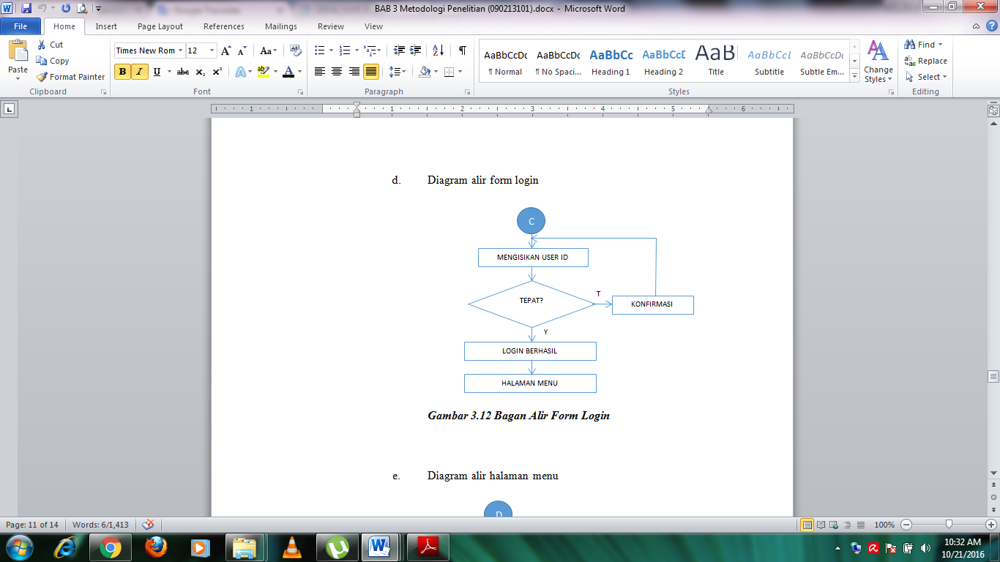 BAB 3 Metodologi Penelitian (090213101).docx - Microsoft Word
File Home Insert Page Layout References Mailings Review View
Paste
Cut
Copy
Format Painter
Clipboard
Times New Rom 12
Font
Paragraph
AaBbCcDc AaBbCcDc AaBbCc AaBbCcD AaB AaBbCcL AaBbCcDc
¶ Normal ¶ No Spaci... Heading 1 Heading 2 Title Subtitle Subtle Em...
Styles
Change Styles
Find
Replace
Select
Editing
1 1 2 3 4 5 6
d. Diagram alir form login
C
MENGISIKAN USER ID
TEPAT?
T
KONFIRMASI
Y
LOGIN BERHASIL
HALAMAN MENU
Gambar 3.12 Bagan Alir Form Login
e. Diagram alir halaman menu
D
Page: 11 of 14 Words: 6/1,413 100%
10:32 AM
10/21/2016